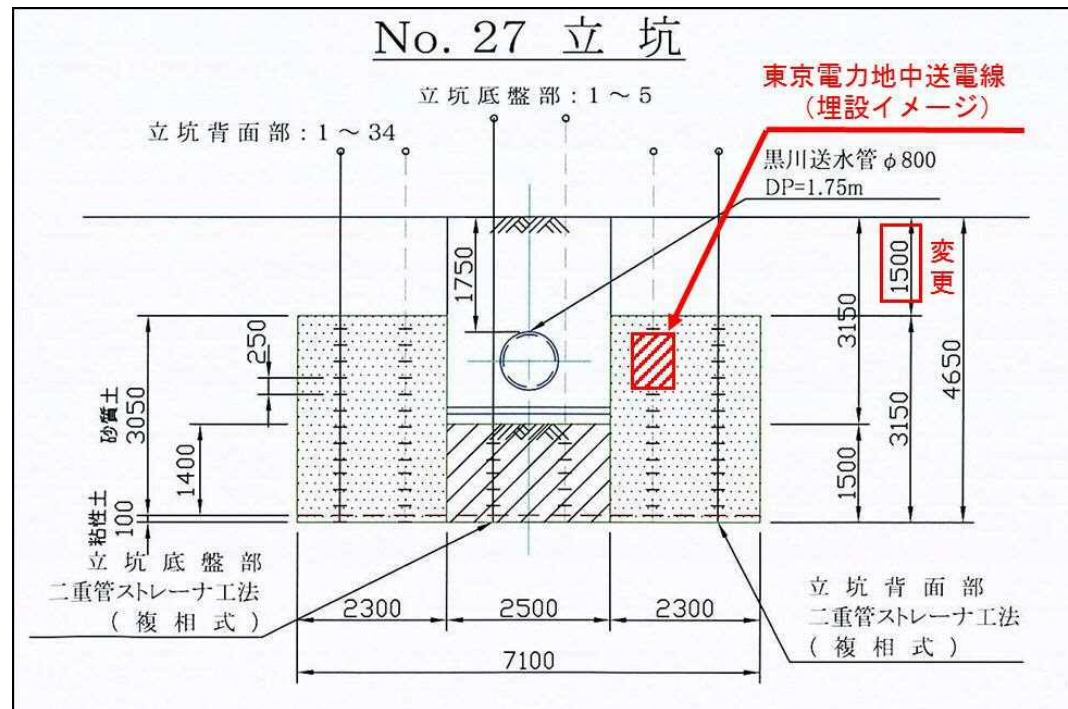 No. 27 立 坑
東京電力地中送電線
（埋設イメージ）
立坑底盤部：1～5
立坑背面部：1～34
黒川送水管φ800
DP=1.75m
1750
1500
変更
3150
4650
250
砂質土
3050
3150
1400
1500
粘性土
100
立坑底盤部
二重管ストレーナ工法
（複相式）
立坑背面部
二重管ストレーナ工法
（複相式）
2300
2500
2300
7100